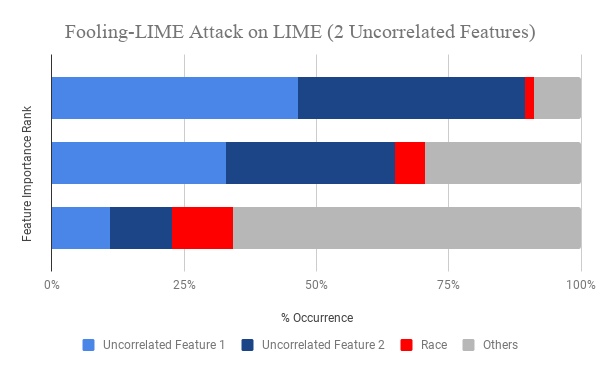 Fooling-LIME Attack on LIME (2 Uncorrelated Features)
Feature Importance Rank
0% 25% 50% 75% 100%
% Occurrence
Uncorrelated Feature 1 Uncorrelated Feature 2 Race Others